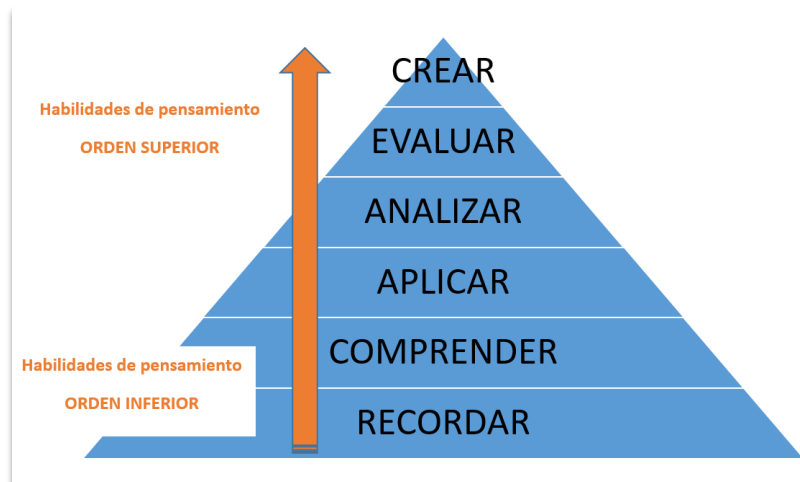 CREAR
Habilidades de pensamiento
ORDEN SUPERIOR
EVALUAR
ANALIZAR
APLICAR
COMPRENDER
Habilidades de pensamiento
ORDEN INFERIOR
RECORDAR